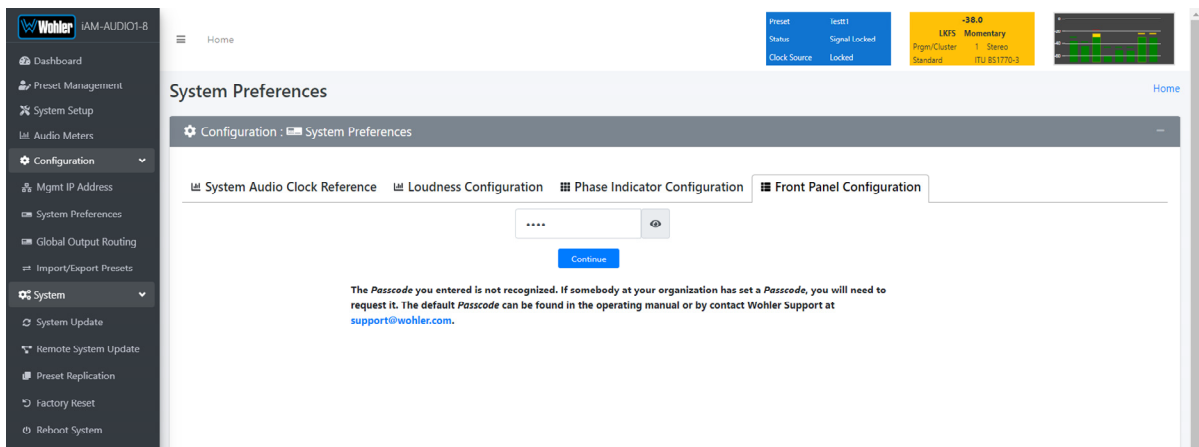 Wohler iAM-AUDIO1-8
Dashboard
Preset Management
System Setup
Audio Meters
Configuration
Mgmt IP Address
System Preferences
Global Output Routing
Import/Export Presets
System
System Update
Remote System Update
Preset Replication
Factory Reset
Reboot System
Home
Preset Testt1
Status Signal Locked
Clock Source Locked
-38.0
LKFS Momentary
Prgm/Cluster 1 Stereo
Standard ITU BS1770-3
System Preferences
Home
Configuration : System Preferences
System Audio Clock Reference Loudness Configuration Phase Indicator Configuration Front Panel Configuration
Continue
The Passcode you entered is not recognized. If somebody at your organization has set a Passcode, you will need to
request it. The default Passcode can be found in the operating manual or by contact Wohler Support at
support@wohler.com.